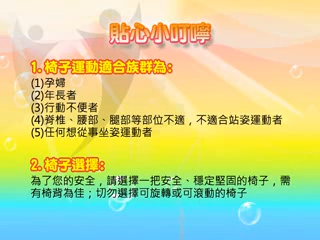 貼心小叮嚀
1. 椅子運動適合族群為:
(1)孕婦
(2)年長者
(3)行動不便者
(4)脊椎、腰部、腿部等部位不適，不適合站姿運動者
(5)任何想從事坐姿運動者
2. 椅子選擇:
為了您的安全，請選擇一把安全、穩定堅固的椅子，需
有椅背為佳；切勿選擇可旋轉或可滾動的椅子